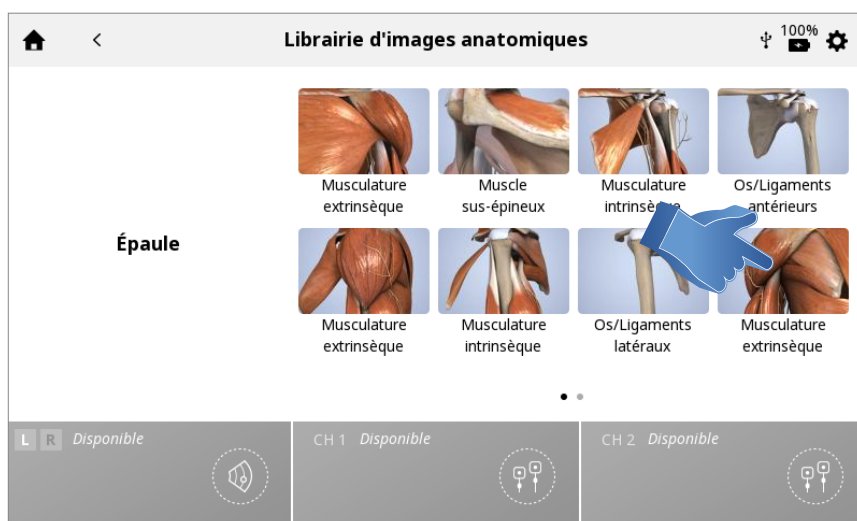 Librairie d'images anatomiques
100%
Épaule
Musculature
extrinsèque
Muscle
sus-épineux
Musculature
intrinsèque
Os/Ligaments
antérieurs
Musculature
extrinsèque
Musculature
intrinsèque
Os/Ligaments
latéraux
Musculature
extrinsèque
L R Disponible
CH 1 Disponible
CH 2 Disponible